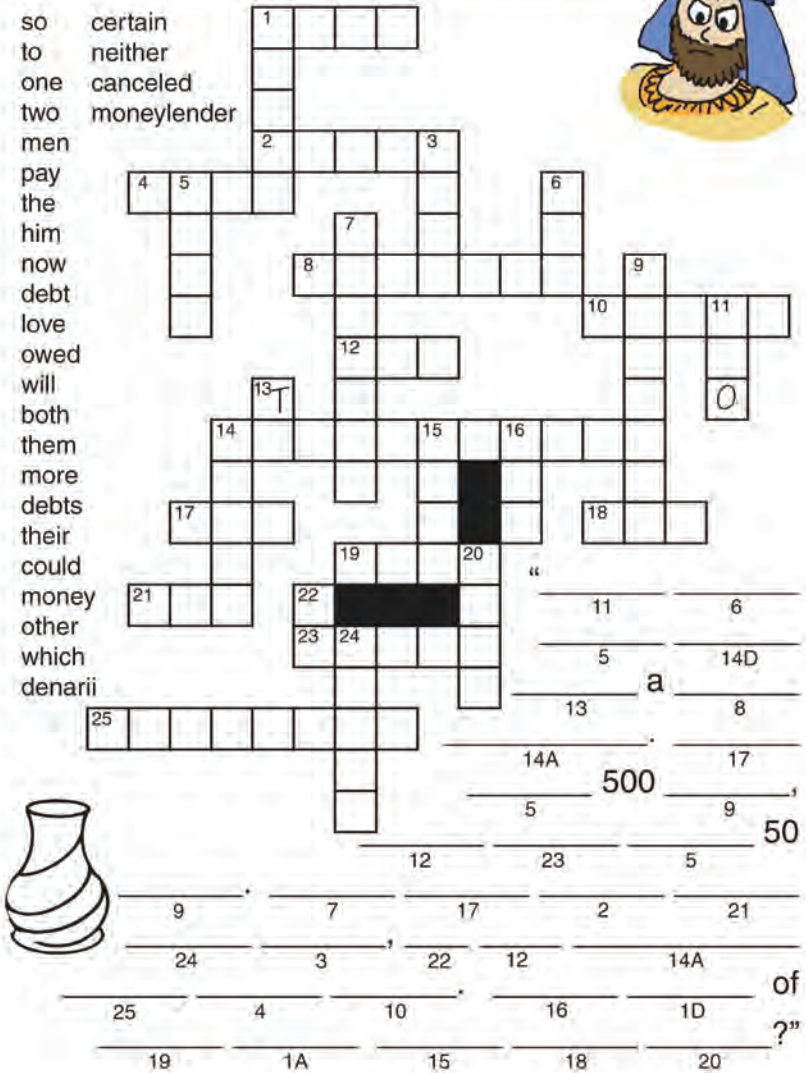 so certain
to neither
one canceled
two moneylender
men
pay
the
him
now
debt
love
owed
will
both
them
more
debts
their
could
money
other
which
denarii
1
2 3
4 5 6
7
8 9
10 11
12
13 T O
14 15 16
17 18
19 20
21 22
23 24
25
“
11 6
5 14D
a
13 8
.
14A 17
500 ,
5 9
50
12 23 5
.
9 7 17 2 21
,
24 3 22 12 14A
. of
25 4 10 16 1D
?”
19 1A 15 18 20